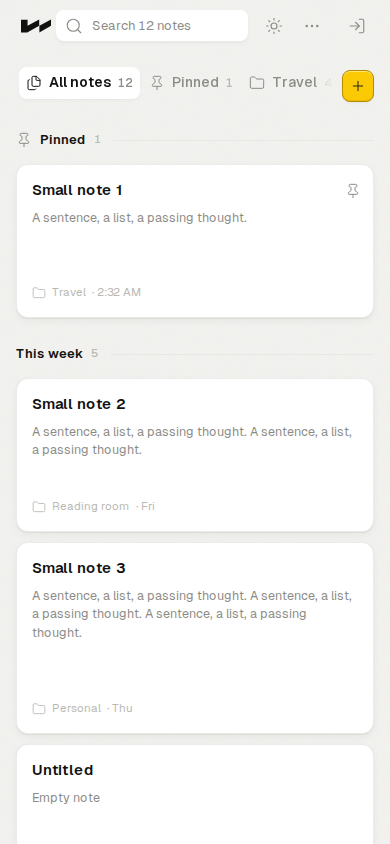 Search 12 notes
All notes 12 Pinned 1 Travel 4
Pinned 1
Small note 1
A sentence, a list, a passing thought.
Travel · 2:32 AM
This week 5
Small note 2
A sentence, a list, a passing thought. A sentence, a list,
a passing thought.
Reading room · Fri
Small note 3
A sentence, a list, a passing thought. A sentence, a list,
a passing thought. A sentence, a list, a passing
thought.
Personal · Thu
Untitled
Empty note